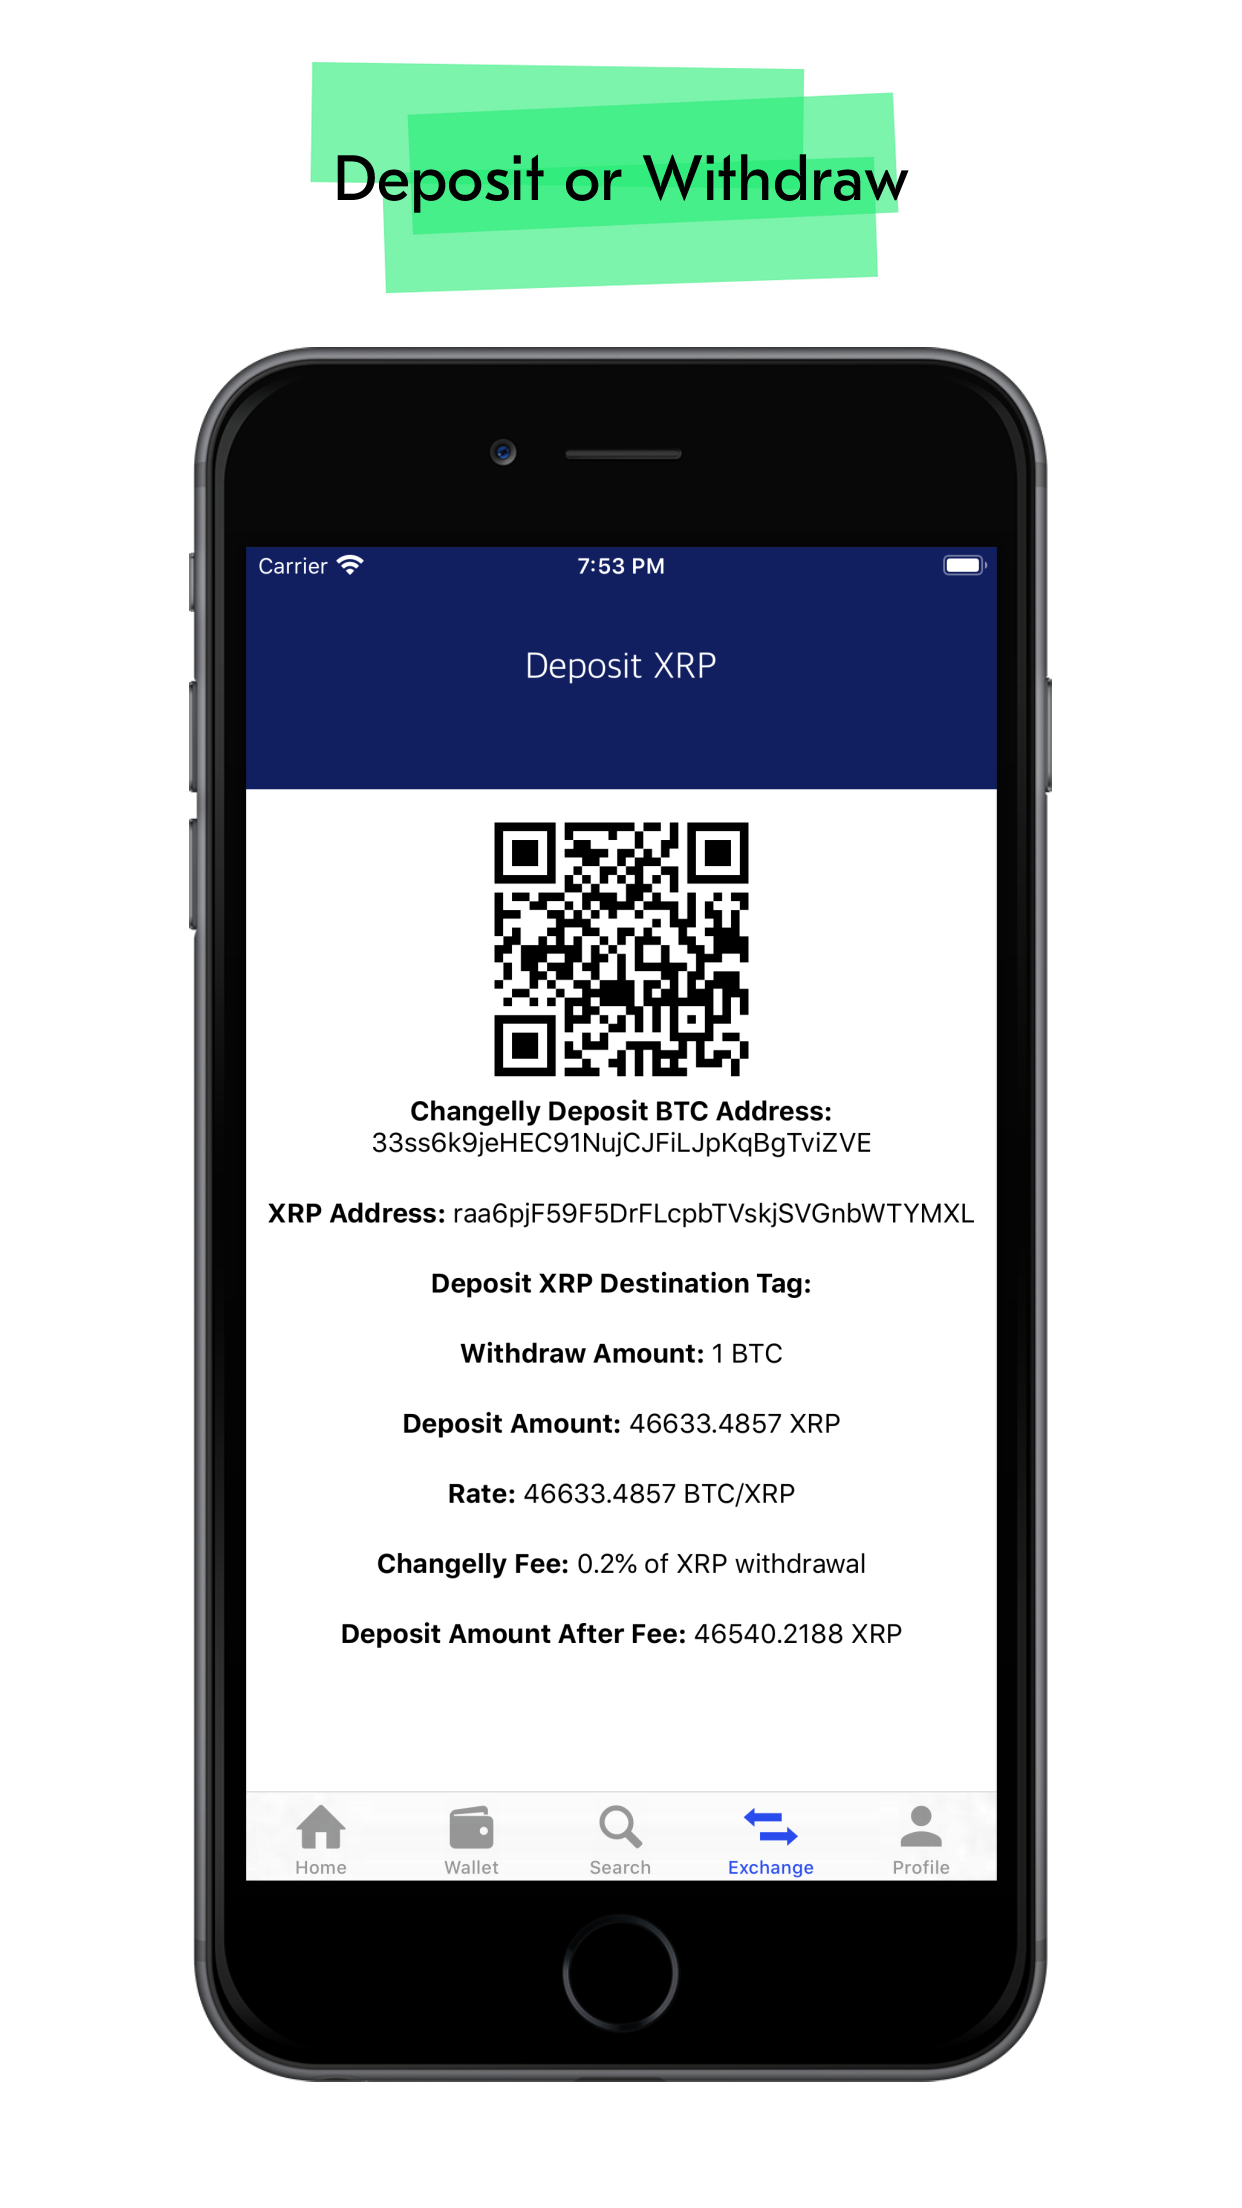 Deposit or Withdraw
Carrier
7:53 PM
Deposit XRP
Changelly Deposit BTC Address:
33ss6k9jeHEC91NujCJFiLJpKqBgTviZVE
XRP Address: raa6pjF59F5DrFLcpbTVskjSVGnbWTYMXL
Deposit XRP Destination Tag:
Withdraw Amount: 1 BTC
Deposit Amount: 46633.4857 XRP
Rate: 46633.4857 BTC/XRP
Changelly Fee: 0.2% of XRP withdrawal
Deposit Amount After Fee: 46540.2188 XRP
Home
Wallet
Search
Exchange
Profile